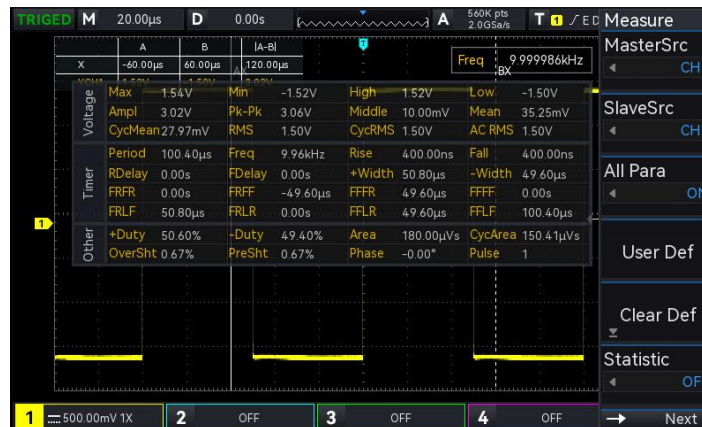 TRIGED M 20.00µs D 0.00s A 560K pts 2.0GSa/s T 1 ED Measure
A B |A-B|
X -60.00µs 60.00µs 120.00µs
Freq 9.999986kHz
BX
MasterSrc
CH
SlaveSrc
CH
All Para
ON
User Def
Clear Def
Statistic
OF
Next
Voltage
Max 1.54V Min -1.52V High 1.52V Low -1.50V
Ampl 3.02V Pk-Pk 3.06V Middle 10.00mV Mean 35.25mV
CycMean 27.97mV RMS 1.50V CycRMS 1.50V AC RMS 1.50V
Timer
Period 100.40µs Freq 9.96kHz Rise 400.00ns Fall 400.00ns
RDelay 0.00s FDelay 0.00s +Width 50.80µs -Width 49.60µs
FRFR 0.00s FRFF -49.60µs FFFR 49.60µs FFFF 0.00s
FRLF 50.80µs FRLR 0.00s FFLR 49.60µs FFLF 100.40µs
Other
+Duty 50.60% -Duty 49.40% Area 180.00µVs CycArea 150.41µVs
OverSht 0.67% PreSht 0.67% Phase -0.00° Pulse 1
1
1 500.00mV 1X 2 OFF 3 OFF 4 OFF